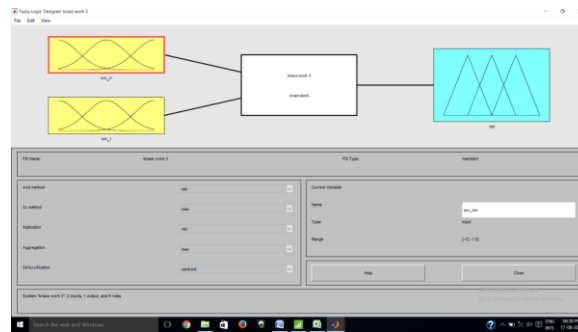 Fuzzy Logic Designer: brass work 3
File Edit View
brass work 3
(mamdani)
FIS Name: brass work 3
FIS Type: mamdani
And method min
Or method max
Implication min
Aggregation max
Defuzzification centroid
Current Variable
Name
Type input
Range
Help
Close
System "brass work 3": 2 inputs, 1 output, and 9 rules
Search the web and Windows
ENG
INTL